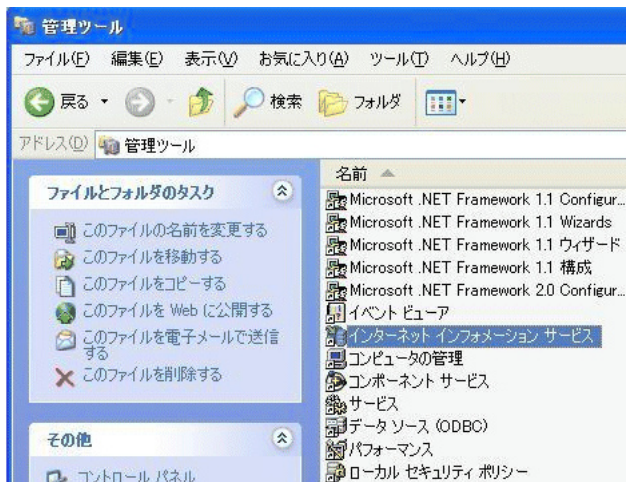 管理ツール
ファイル(F) 編集(E) 表示(V) お気に入り(A) ツール(T) ヘルプ(H)
戻る 検索 フォルダ
アドレス(D) 管理ツール
ファイルとフォルダのタスク
このファイルの名前を変更する
このファイルを移動する
このファイルをコピーする
このファイルを Web に公開する
このファイルを電子メールで送信
する
このファイルを削除する
その他
コントロール パネル
名前
Microsoft .NET Framework 1.1 Configur...
Microsoft .NET Framework 1.1 Wizards
Microsoft .NET Framework 1.1 ウィザード
Microsoft .NET Framework 1.1 構成
Microsoft .NET Framework 2.0 Configur...
イベント ビューア
インターネット インフォメーション サービス
コンピュータの管理
コンポーネント サービス
サービス
データ ソース (ODBC)
パフォーマンス
ローカル セキュリティ ポリシー